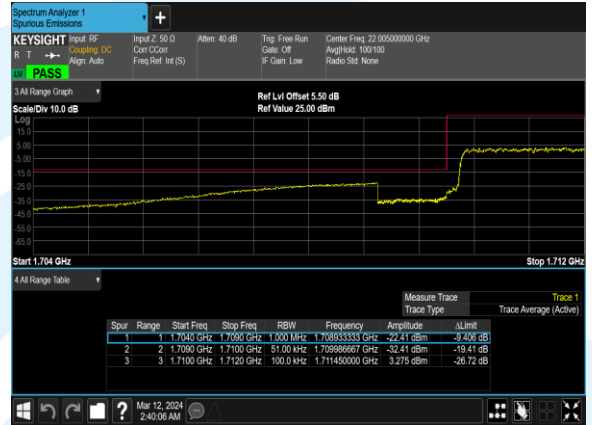 Spectrum Analyzer 1
Spurious Emissions
+
KEYSIGHT Input: RF Input Z: 50 Ω Atten: 40 dB Trig: Free Run Center Freq: 22.005000000 GHz
R T Coupling: DC Corr CCorr Gate: Off Avg|Hold: 100/100
Align: Auto Freq Ref: Int (S) IF Gain: Low Radio Std: None
PASS
3 All Range Graph
Ref Lvl Offset 5.50 dB
Scale/Div 10.0 dB Ref Value 25.00 dBm
Log
15.0
5.00
-5.00
-15.0
-25.0
-35.0
-45.0
-55.0
-65.0
Start 1.704 GHz Stop 1.712 GHz
4 All Range Table
Measure Trace Trace 1
Trace Type Trace Average (Active)
Spur Range Start Freq Stop Freq RBW Frequency Amplitude ΔLimit
1 1 1.7040 GHz 1.7090 GHz 1.000 MHz 1.708933333 GHz -22.41 dBm -9.406 dB
2 2 1.7090 GHz 1.7100 GHz 51.00 kHz 1.709986667 GHz -32.41 dBm -19.41 dB
3 3 1.7100 GHz 1.7120 GHz 100.0 kHz 1.711450000 GHz 3.275 dBm -26.72 dB
? Mar 12, 2024
2:40:06 AM